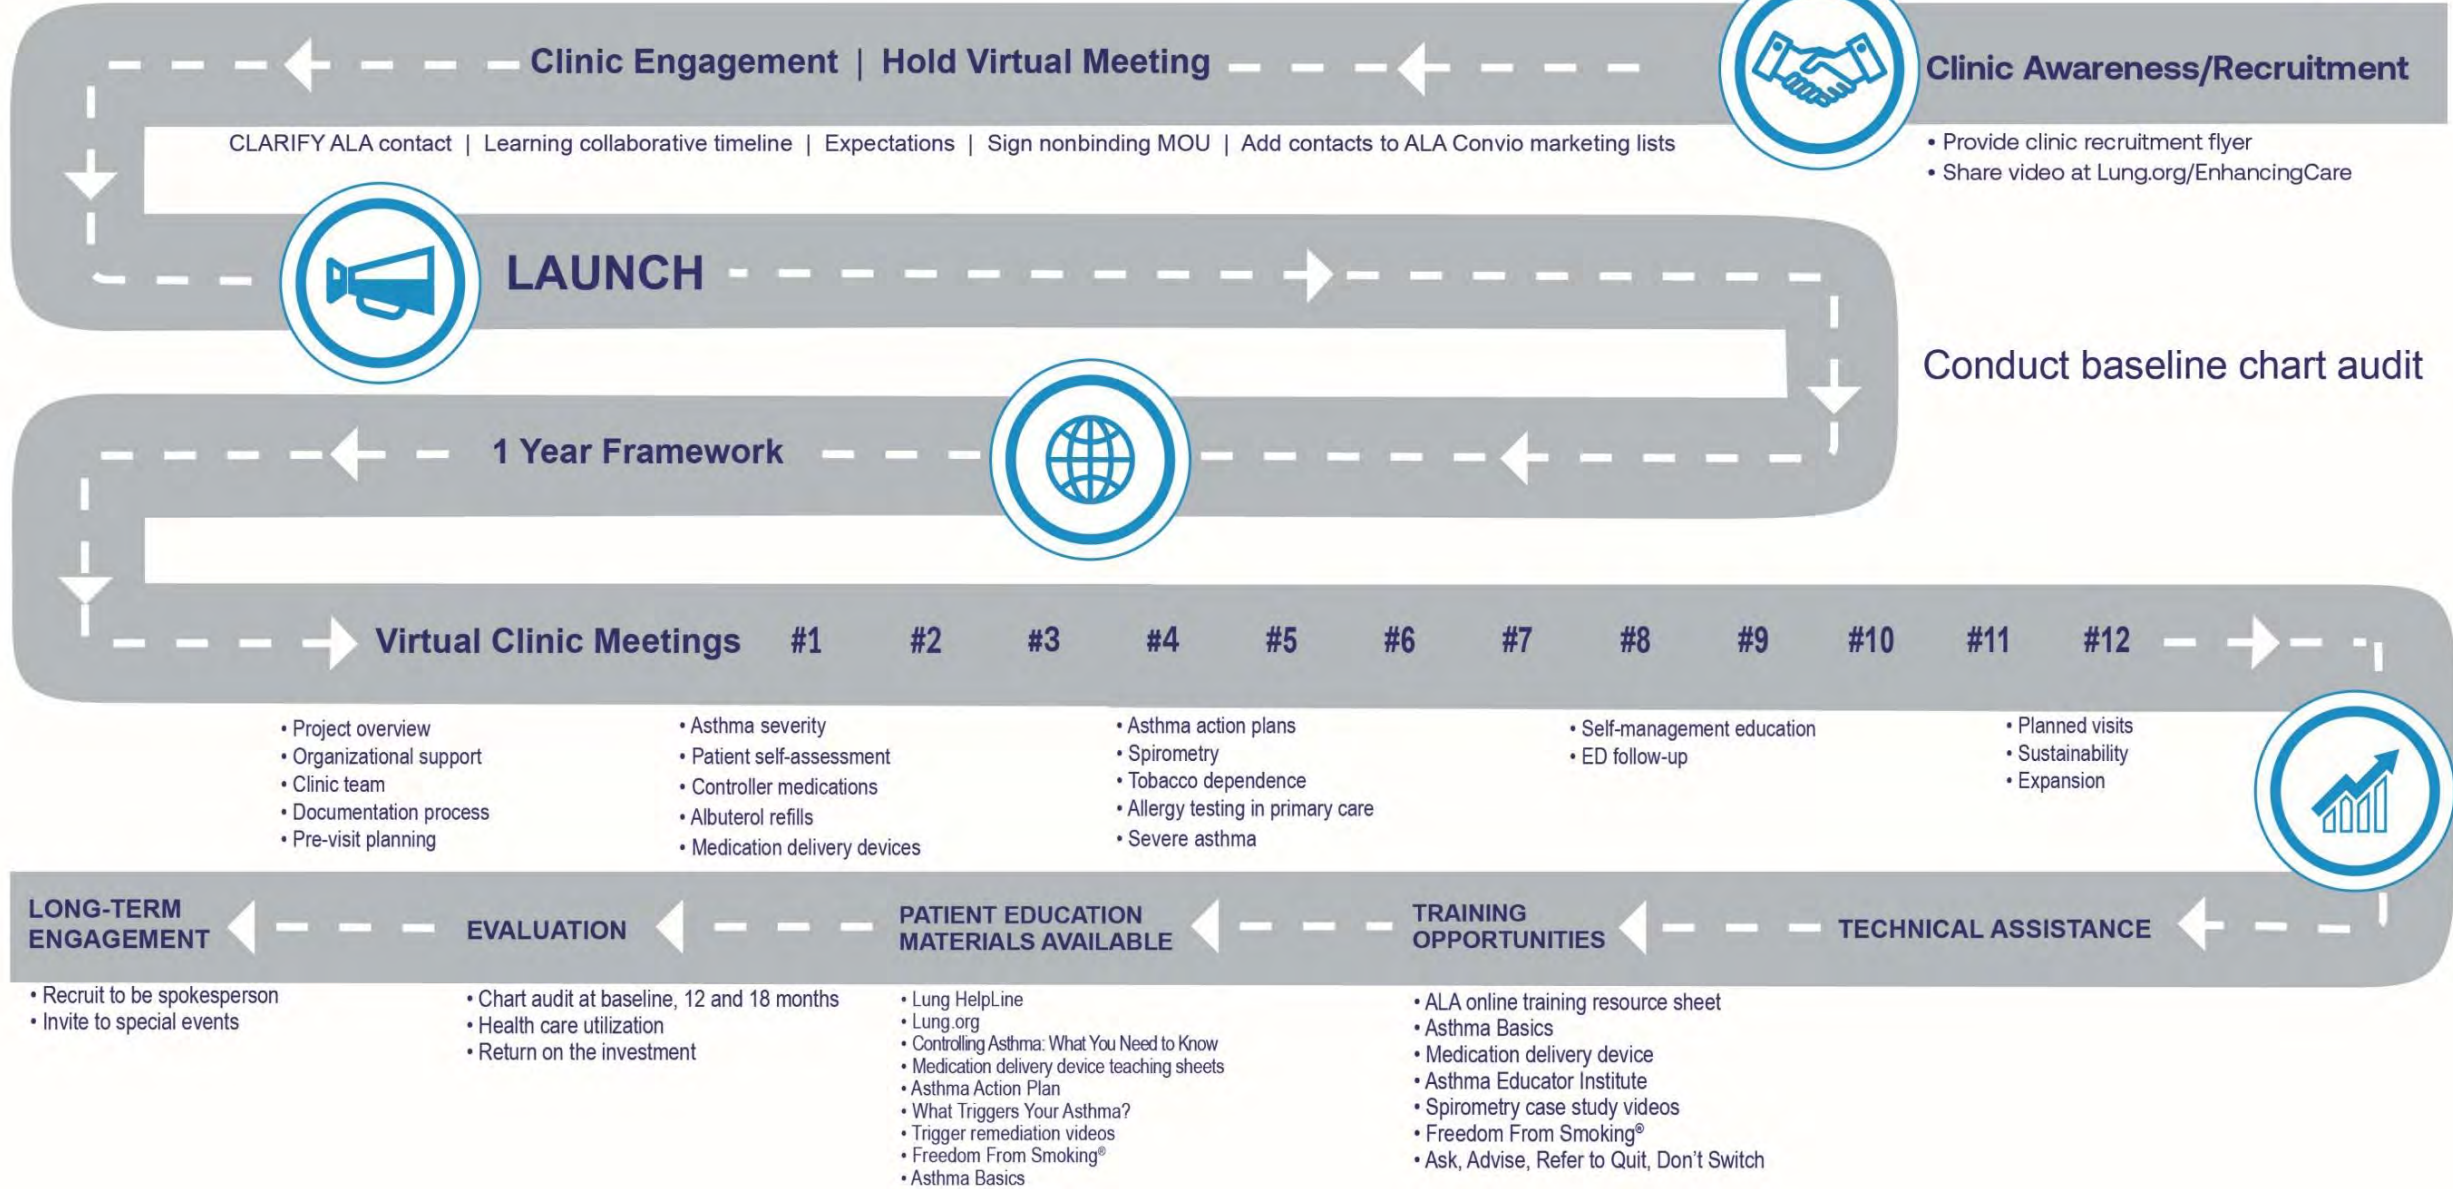 Clinic Awareness/Recruitment
• Provide clinic recruitment flyer
• Share video at Lung.org/EnhancingCare
Clinic Engagement | Hold Virtual Meeting
CLARIFY ALA contact | Learning collaborative timeline | Expectations | Sign nonbinding MOU | Add contacts to ALA Convio marketing lists
LAUNCH
Conduct baseline chart audit
1 Year Framework
Virtual Clinic Meetings #1 #2 #3 #4 #5 #6 #7 #8 #9 #10 #11 #12
• Project overview
• Organizational support
• Clinic team
• Documentation process
• Pre-visit planning
• Asthma severity
• Patient self-assessment
• Controller medications
• Albuterol refills
• Medication delivery devices
• Asthma action plans
• Spirometry
• Tobacco dependence
• Allergy testing in primary care
• Severe asthma
• Self-management education
• ED follow-up
• Planned visits
• Sustainability
• Expansion
TECHNICAL ASSISTANCE
TRAINING
OPPORTUNITIES
• ALA online training resource sheet
• Asthma Basics
• Medication delivery device
• Asthma Educator Institute
• Spirometry case study videos
• Freedom From Smoking®
• Ask, Advise, Refer to Quit, Don't Switch
PATIENT EDUCATION
MATERIALS AVAILABLE
• Lung HelpLine
• Lung.org
• Controlling Asthma: What You Need to Know
• Medication delivery device teaching sheets
• Asthma Action Plan
• What Triggers Your Asthma?
• Trigger remediation videos
• Freedom From Smoking®
• Asthma Basics
EVALUATION
• Chart audit at baseline, 12 and 18 months
• Health care utilization
• Return on the investment
LONG-TERM
ENGAGEMENT
• Recruit to be spokesperson
• Invite to special events